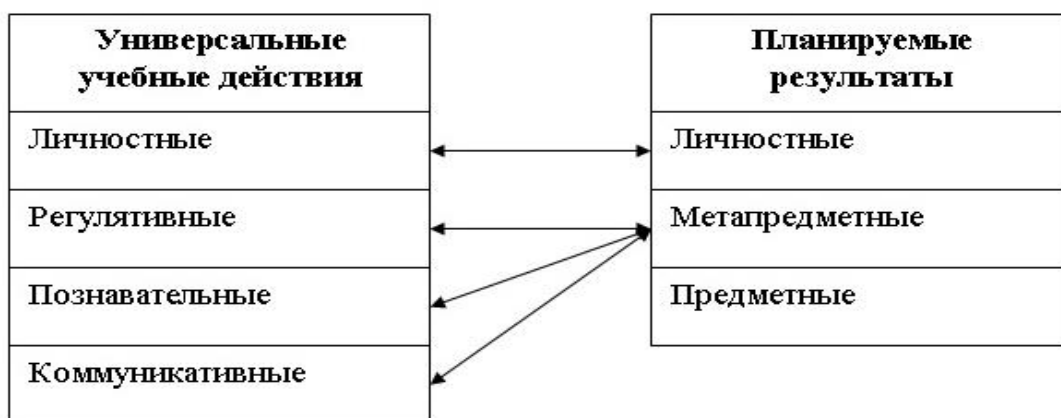 Универсальные
учебные действия
Личностные
Регулятивные
Познавательные
Коммуникативные
Планируемые
результаты
Личностные
Метапредметные
Предметные